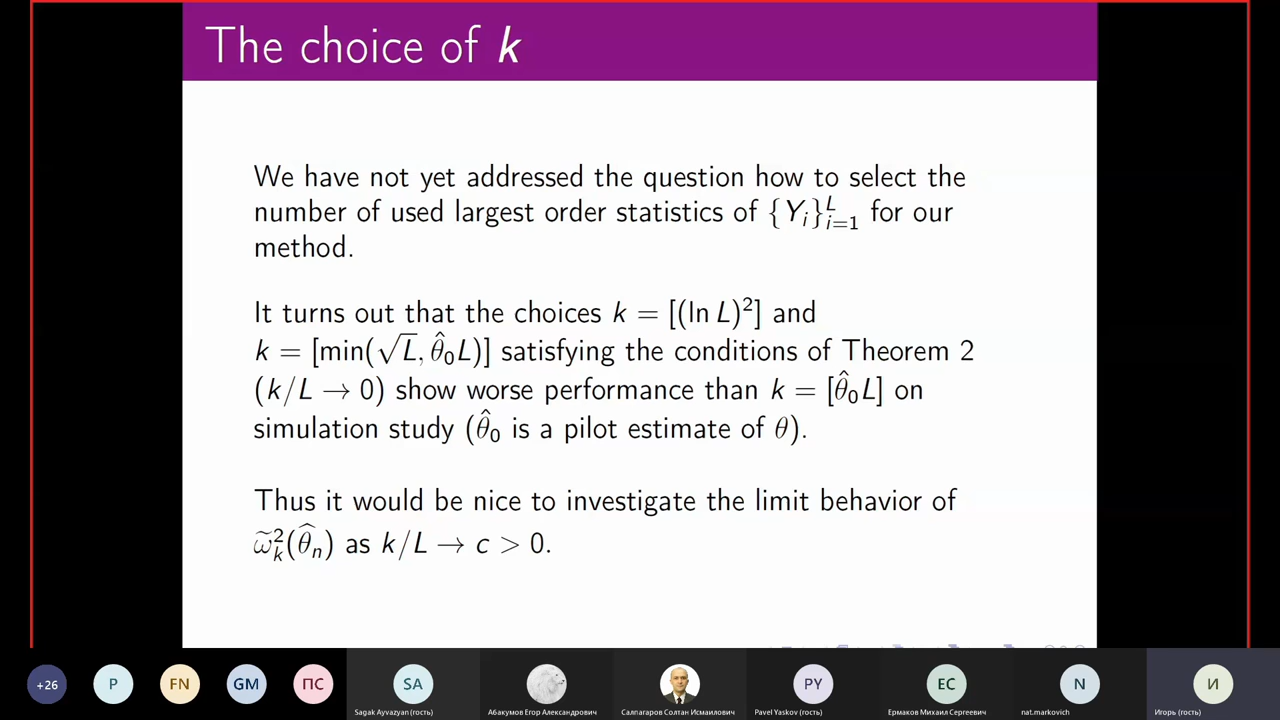 The choice of k
We have not yet addressed the question how to select the
number of used largest order statistics of {Y_i}_{i=1}^L for our
method.
It turns out that the choices k = [(ln L)^2] and
k = [min(√L, θ̂_0L)] satisfying the conditions of Theorem 2
(k/L → 0) show worse performance than k = [θ̂_0L] on
simulation study (θ̂_0 is a pilot estimate of θ).
Thus it would be nice to investigate the limit behavior of
ω̃_k^2(θ̂_n) as k/L → c > 0.
+26
P
FN
GM
ПС
SA
PY
EC
N
И
Sagak Ayvazyan (гость)
Абакумов Егор Александрович
Салпагаров Солтан Исмаилович
Pavel Yaskov (гость)
Ермаков Михаил Сергеевич
nat.markovich
Игорь (гость)